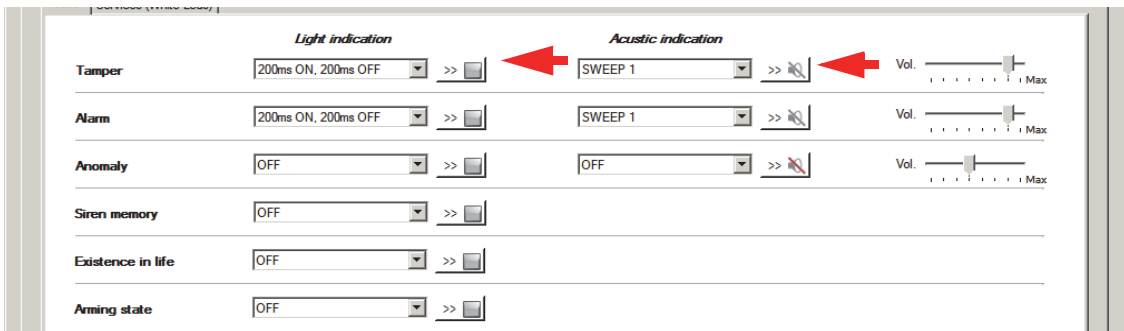 Services (White Leds)
Light indication Acustic indication
Tamper 200ms ON, 200ms OFF >> SWEEP 1 >> Vol. Max
Alarm 200ms ON, 200ms OFF >> SWEEP 1 >> Vol. Max
Anomaly OFF >> OFF >> Vol. Max
Siren memory OFF >>
Existence in life OFF >>
Arming state OFF >>